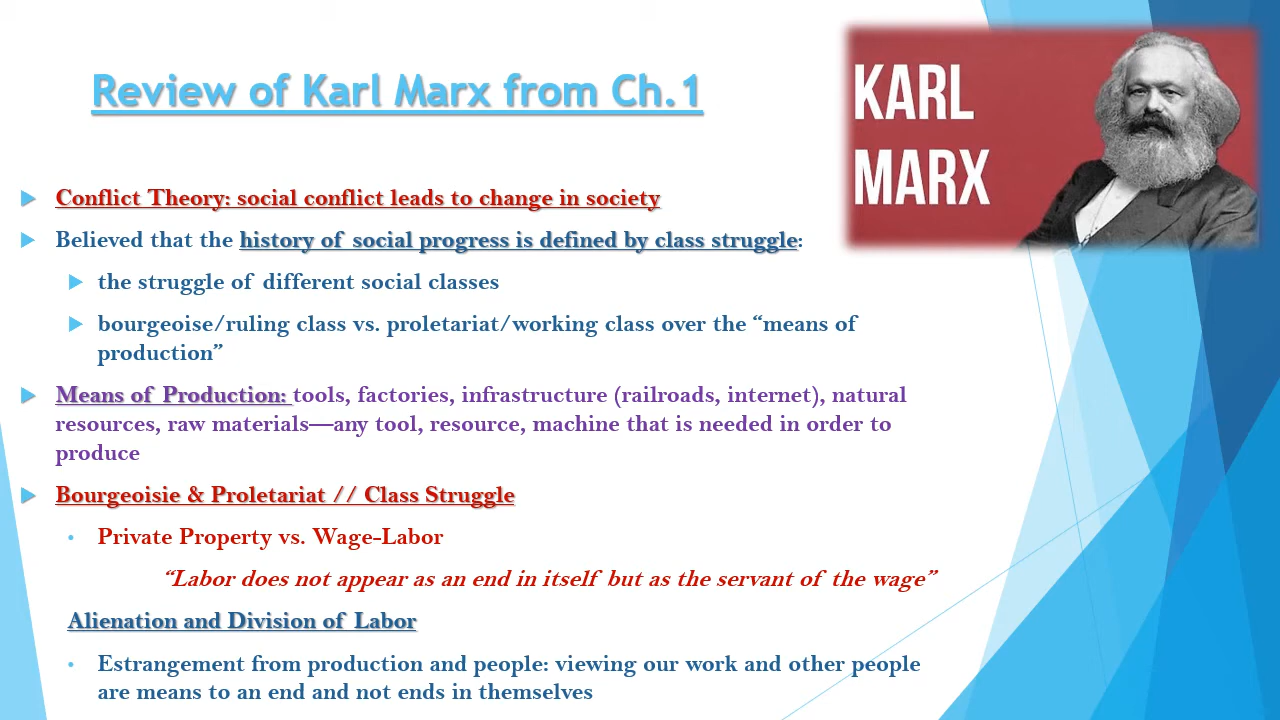 Review of Karl Marx from Ch.1
KARL
MARX
Conflict Theory: social conflict leads to change in society
Believed that the history of social progress is defined by class struggle:
the struggle of different social classes
bourgeoise/ruling class vs. proletariat/working class over the “means of
production”
Means of Production: tools, factories, infrastructure (railroads, internet), natural
resources, raw materials—any tool, resource, machine that is needed in order to
produce
Bourgeoisie & Proletariat // Class Struggle
Private Property vs. Wage-Labor
“Labor does not appear as an end in itself but as the servant of the wage”
Alienation and Division of Labor
Estrangement from production and people: viewing our work and other people
are means to an end and not ends in themselves